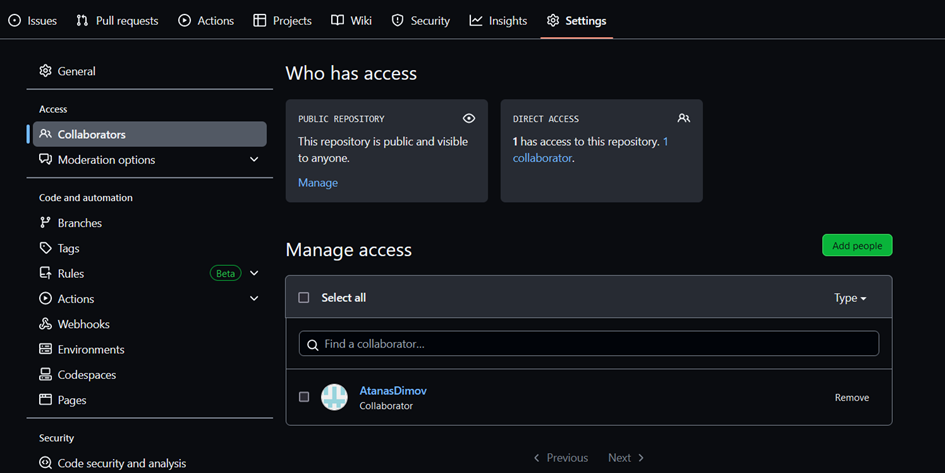 Issues Pull requests Actions Projects Wiki Security Insights Settings
General
Access
Collaborators
Moderation options
Code and automation
Branches
Tags
Rules Beta
Actions
Webhooks
Environments
Codespaces
Pages
Security
Code security and analysis
Who has access
PUBLIC REPOSITORY
This repository is public and visible
to anyone.
Manage
DIRECT ACCESS
1 has access to this repository. 1
collaborator.
Manage access
Add people
Select all
Type
Find a collaborator...
AtanasDimov
Collaborator
Remove
Previous Next